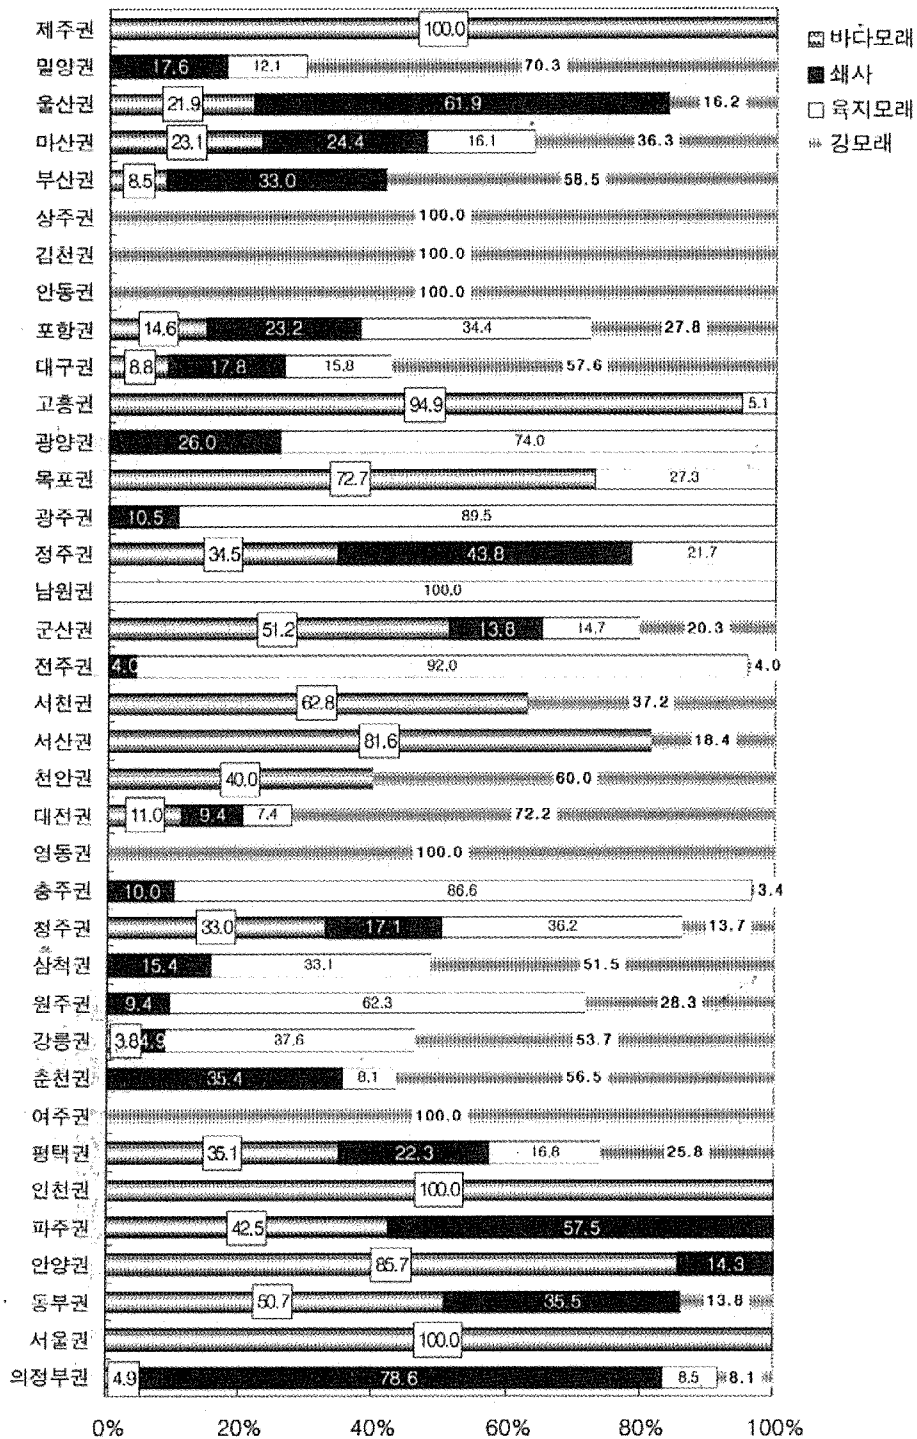 제주권 100.0
밀양권 17.6 12.1 70.3
울산권 21.9 61.9 16.2
마산권 23.1 24.4 16.1 36.3
부산권 8.5 33.0 58.5
상주권 100.0
김천권 100.0
안동권 100.0
포항권 14.6 23.2 34.4 27.8
대구권 8.8 17.8 15.8 57.6
고흥권 94.9 5.1
광양권 26.0 74.0
목포권 72.7 27.3
광주권 10.5 89.5
정주권 34.5 43.8 21.7
남원권 100.0
군산권 51.2 13.8 14.7 20.3
전주권 4.0 92.0 4.0
서천권 62.8 37.2
서산권 81.6 18.4
천안권 40.0 60.0
대전권 11.0 9.4 7.4 72.2
영동권 100.0
충주권 10.0 86.6 3.4
청주권 33.0 17.1 36.2 13.7
삼척권 15.4 33.1 51.5
원주권 9.4 62.3 28.3
강릉권 3.8 4.9 37.6 53.7
춘천권 35.4 8.1 56.5
여주권 100.0
평택권 35.1 22.3 16.8 25.8
인천권 100.0
파주권 42.5 57.5
안양권 85.7 14.3
동부권 50.7 35.5 13.8
서울권 100.0
의정부권 4.9 78.6 8.5 8.1
0% 20% 40% 60% 80% 100%
바다모래
쇄사
육지모래
강모래